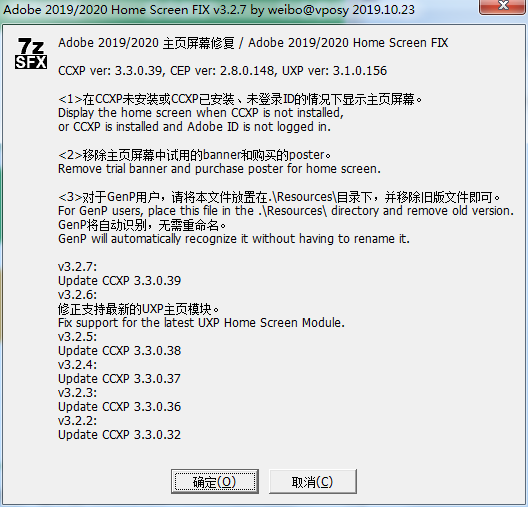 Adobe 2019/2020 Home Screen FIX v3.2.7 by weibo@vposy 2019.10.23
7z
SFX
Adobe 2019/2020 主页屏幕修复 / Adobe 2019/2020 Home Screen FIX
CCXP ver: 3.3.0.39, CEP ver: 2.8.0.148, UXP ver: 3.1.0.156
<1>在CCXP未安装或CCXP已安装、未登录ID的情况下显示主页屏幕。
Display the home screen when CCXP is not installed,
or CCXP is installed and Adobe ID is not logged in.
<2>移除主页屏幕中试用的banner和购买的poster。
Remove trial banner and purchase poster for home screen.
<3>对于GenP用户，请将本文件放置在.\Resources\目录下，并移除旧版文件即可。
For GenP users, place this file in the .\Resources\ directory and remove old version.
GenP将自动识别，无需重命名。
GenP will automatically recognize it without having to rename it.
v3.2.7:
Update CCXP 3.3.0.39
v3.2.6:
修正支持最新的UXP主页模块。
Fix support for the latest UXP Home Screen Module.
v3.2.5:
Update CCXP 3.3.0.38
v3.2.4:
Update CCXP 3.3.0.37
v3.2.3:
Update CCXP 3.3.0.36
v3.2.2:
Update CCXP 3.3.0.32
确定(O) 取消(C)